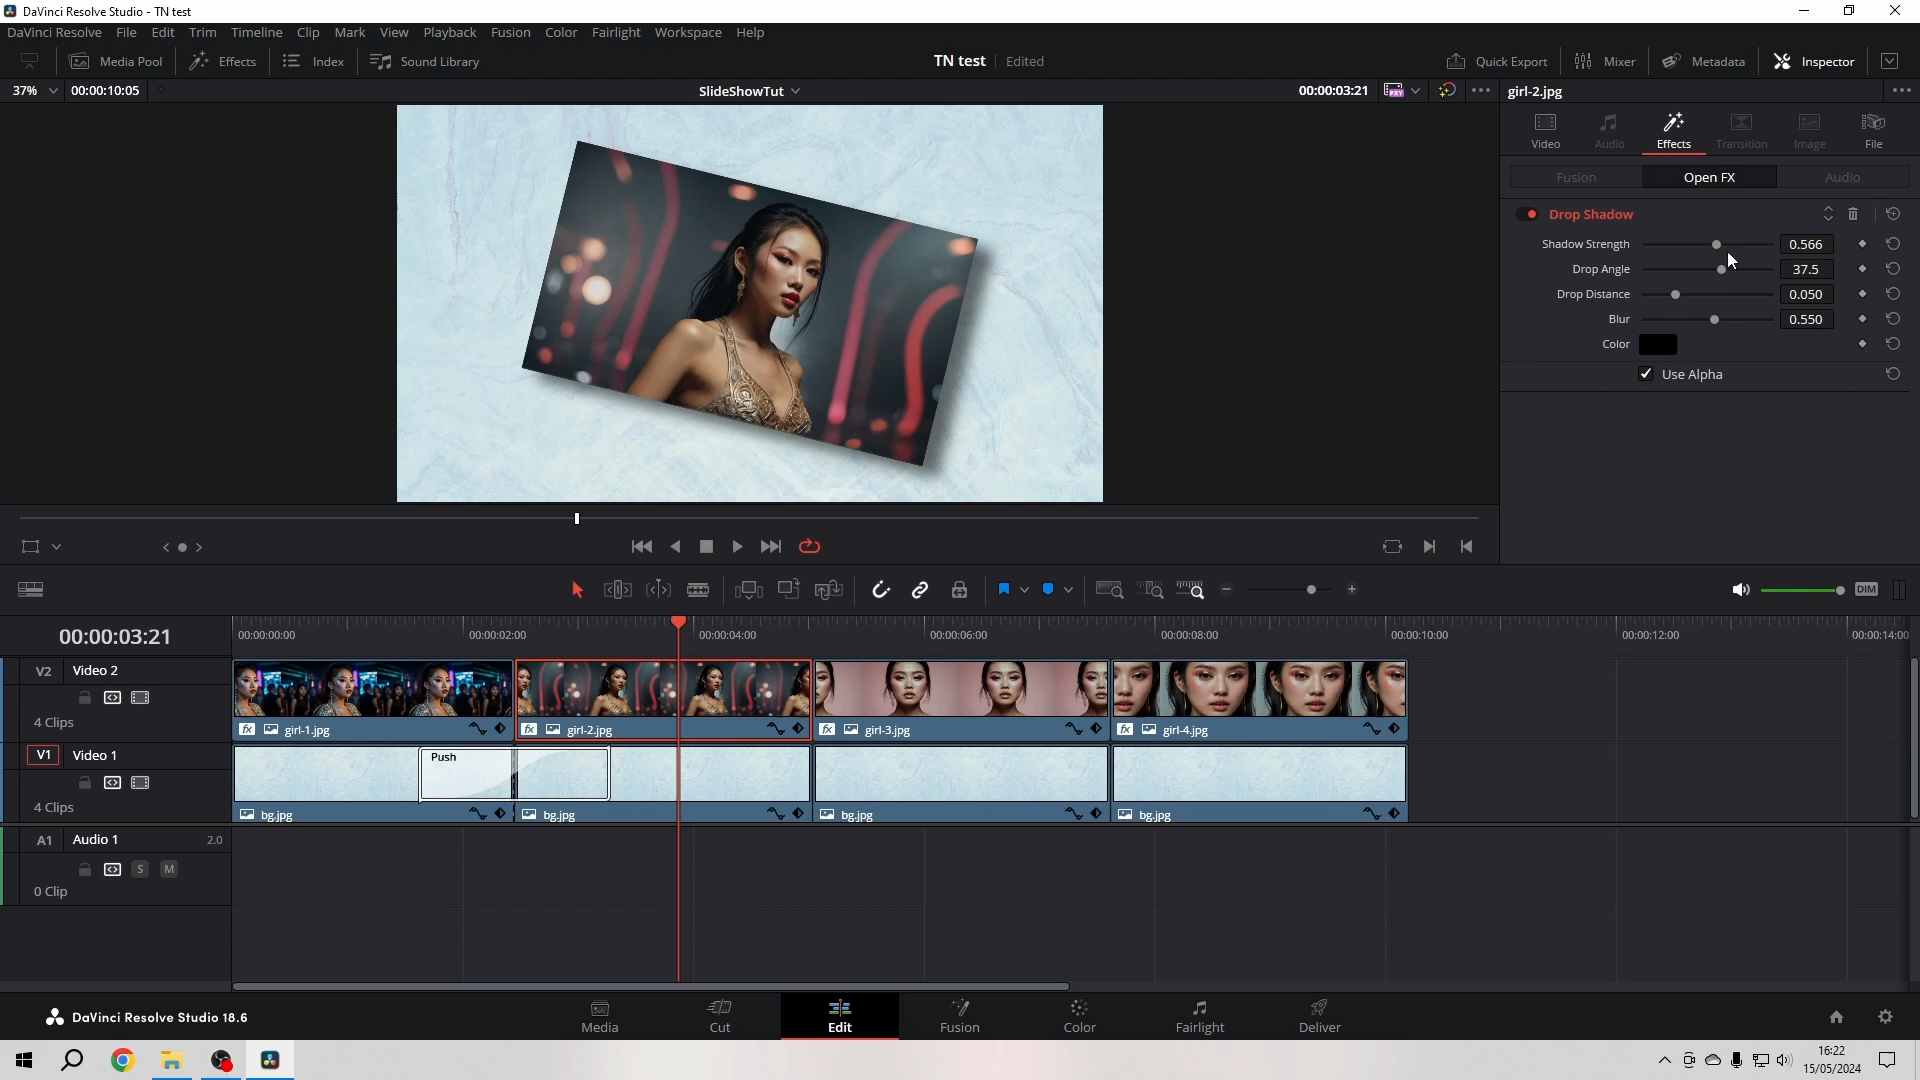 DaVinci Resolve Studio - TN test
DaVinci Resolve File Edit Trim Timeline Clip Mark View Playback Fusion Color Fairlight Workspace Help
Media Pool Effects Index Sound Library TN test Edited Quick Export Mixer Metadata Inspector
37% 00:00:10:05 SlideShowTut 00:00:03:21 PXY girl-2.jpg
Video Audio Effects Transition Image File
Fusion Open FX Audio
Drop Shadow
Shadow Strength 0.566
Drop Angle 37.5
Drop Distance 0.050
Blur 0.550
Color
Use Alpha
DIM
00:00:03:21 00:00:00:00 00:00:02:00 00:00:04:00 00:00:06:00 00:00:08:00 00:00:10:00 00:00:12:00 00:00:14:00
V2 Video 2
4 Clips
fx girl-1.jpg fx girl-2.jpg fx girl-3.jpg fx girl-4.jpg
V1 Video 1
Push
4 Clips
bg.jpg bg.jpg bg.jpg bg.jpg
A1 Audio 1 2.0
S M
0 Clip
DaVinci Resolve Studio 18.6
Media Cut Edit Fusion Color Fairlight Deliver
16:22
15/05/2024